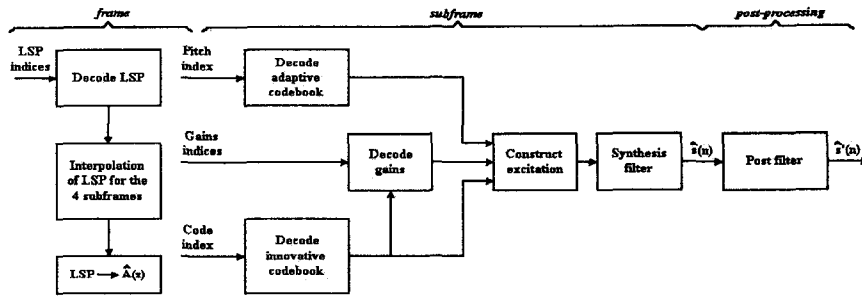 frame
subframe
post-processing
LSP
indices
Decode LSP
Interpolation
of LSP for the
4 subframes
LSP → Â(z)
Pitch
index
Decode
adaptive
codebook
Gains
indices
Decode
gains
Code
index
Decode
innovative
codebook
Construct
excitation
Synthesis
filter
ŝ(n)
Post filter
ŝ'(n)